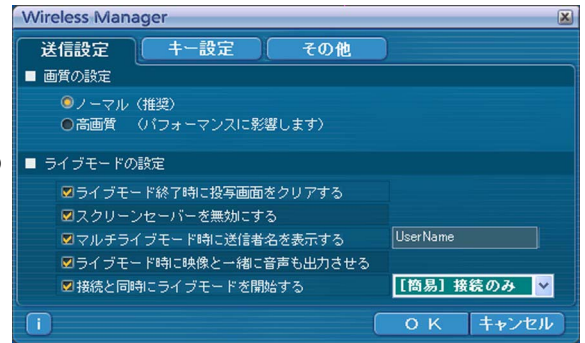 Wireless Manager
送信設定 キー設定 その他
■ 画質の設定
ノーマル（推奨）
高画質 （パフォーマンスに影響します）
■ ライブモードの設定
ライブモード終了時に投写画面をクリアする
スクリーンセーバーを無効にする
マルチライブモード時に送信者名を表示する UserName
ライブモード時に映像と一緒に音声も出力させる
接続と同時にライブモードを開始する [簡易] 接続のみ
i OK キャンセル